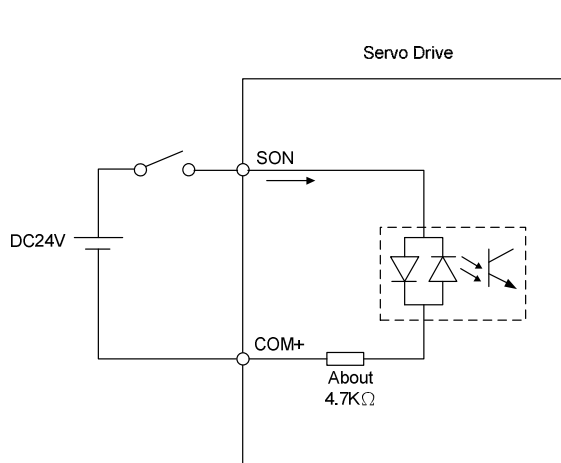 Servo Drive
SON
DC24V
COM+
About
4.7KΩ